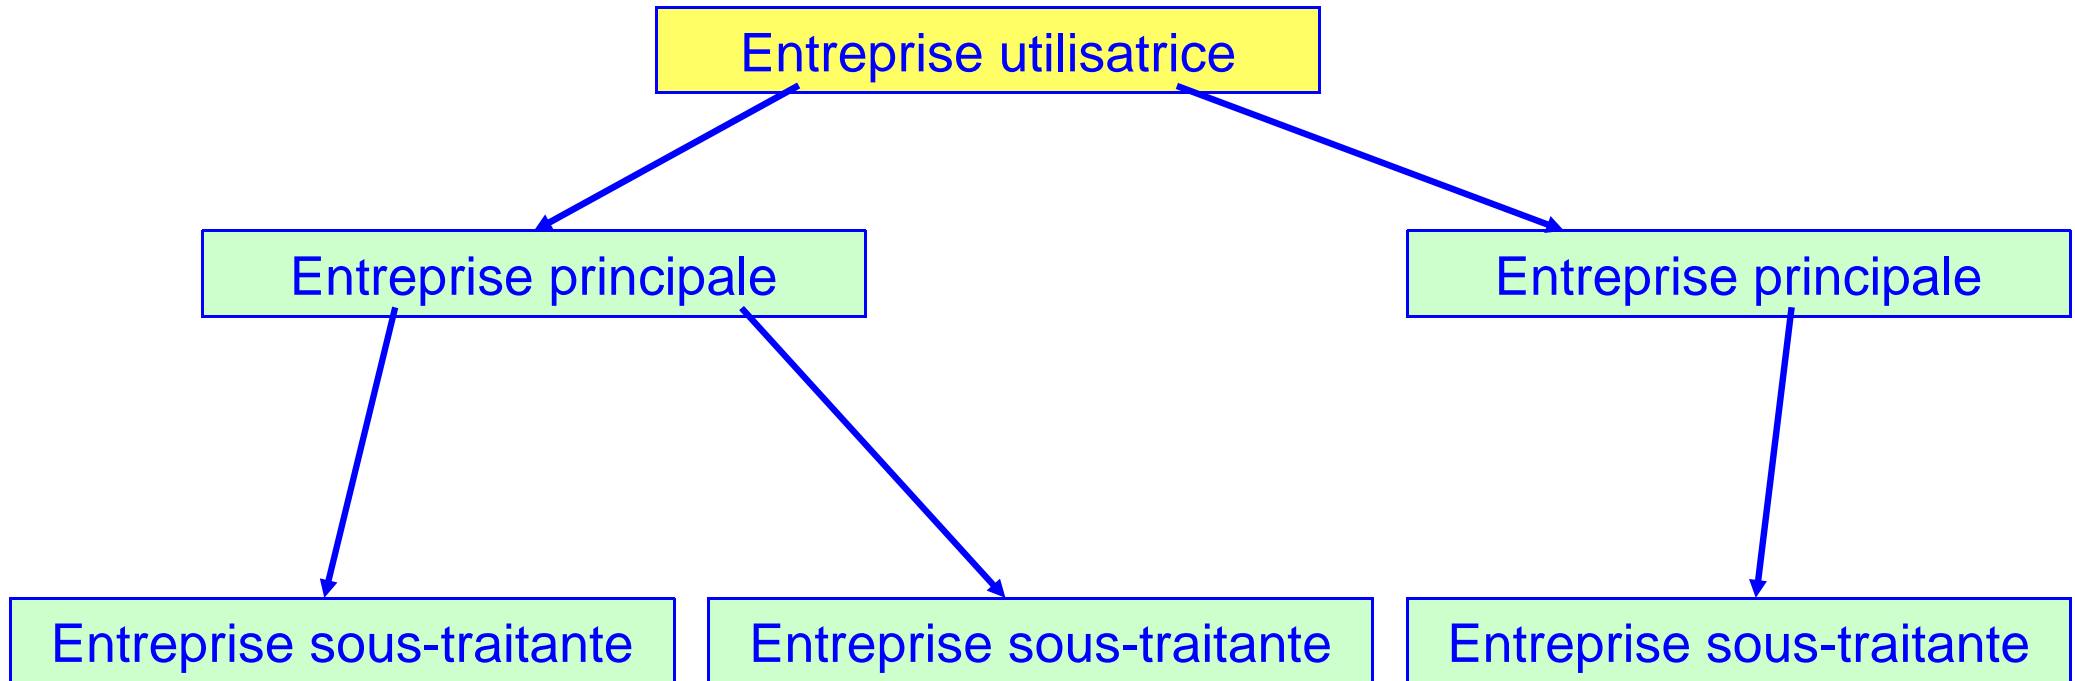 Entreprise utilisatrice
Entreprise principale
Entreprise principale
Entreprise sous-traitante
Entreprise sous-traitante
Entreprise sous-traitante